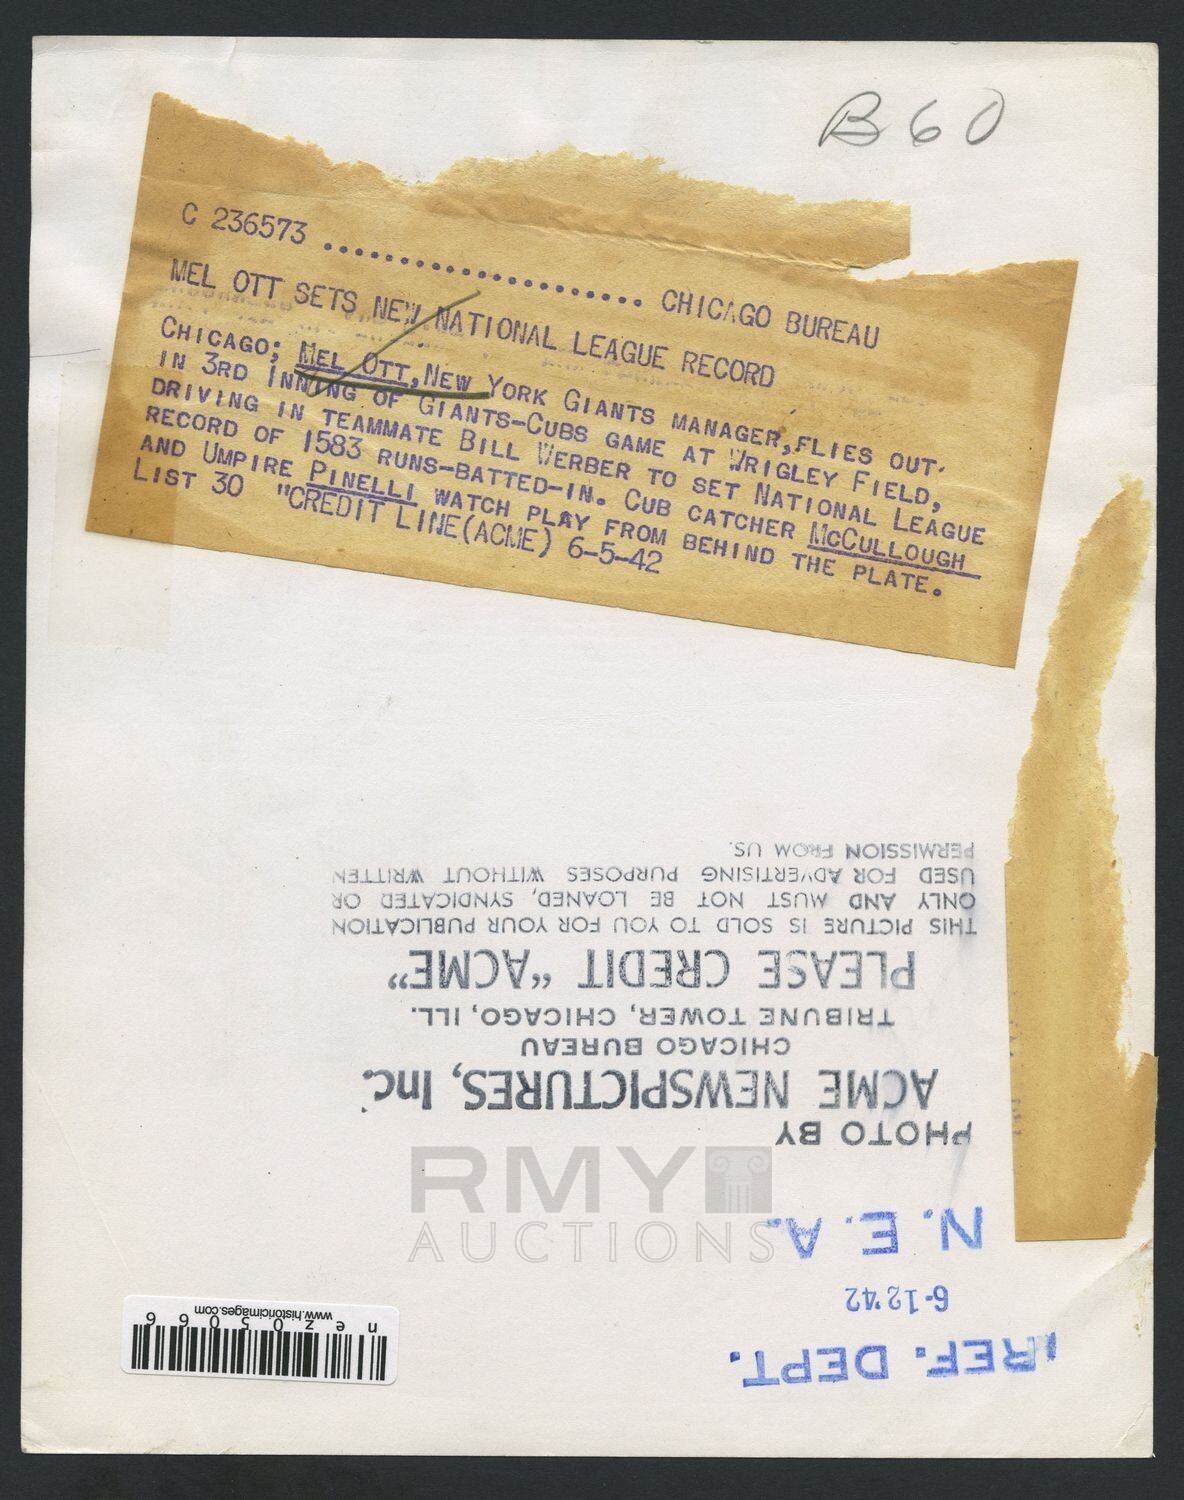 B60
C 236573 ........................ CHICAGO BUREAU
MEL OTT SETS NEW NATIONAL LEAGUE RECORD
CHICAGO; MEL OTT, NEW YORK GIANTS MANAGER, FLIES OUT.
IN 3RD INNING OF GIANTS-CUBS GAME AT WRIGLEY FIELD,
DRIVING IN TEAMMATE BILL WERBER TO SET NATIONAL LEAGUE
RECORD OF 1583 RUNS-BATTED-IN. CUB CATCHER MCCULLOUGH
AND UMPIRE PINELLI WATCH PLAY FROM BEHIND THE PLATE.
LIST 30 "CREDIT LINE(ACME) 6-5-42
REF. DEPT.
6-12'42
N. E. A.
PHOTO BY
ACME NEWSPICTURES, Inc.
CHICAGO BUREAU
TRIBUNE TOWER, CHICAGO, ILL.
PLEASE CREDIT "ACME"
THIS PICTURE IS SOLD TO YOU FOR YOUR PUBLICATION
ONLY AND MUST NOT BE LOANED, SYNDICATED OR
USED FOR ADVERTISING PURPOSES WITHOUT WRITTEN
PERMISSION FROM US.
RMY
AUCTIONS
nez05066
www.historicimages.com